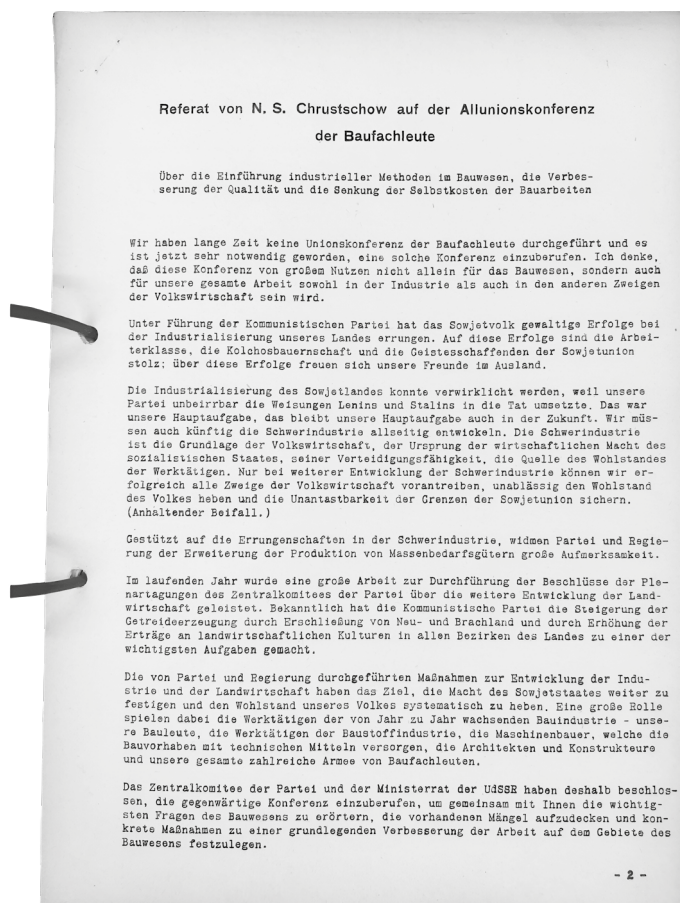 Referat von N. S. Chrustschow auf der Allunionskonferenz
der Baufachleute
Über die Einführung industrieller Methoden im Bauwesen, die Verbes-
serung der Qualität und die Senkung der Selbstkosten der Bauarbeiten
Wir haben lange Zeit keine Unionskonferenz der Baufachleute durchgeführt und es
ist jetzt sehr notwendig geworden, eine solche Konferenz einzuberufen. Ich denke,
daß diese Konferenz von großem Nutzen nicht allein für das Bauwesen, sondern auch
für unsere gesamte Arbeit sowohl in der Industrie als auch in den anderen Zweigen
der Volkswirtschaft sein wird.
Unter Führung der Kommunistischen Partei hat das Sowjetvolk gewaltige Erfolge bei
der Industrialisierung unseres Landes errungen. Auf diese Erfolge sind die Arbei-
terklasse, die Kolchosbauernschaft und die Geistesschaffenden der Sowjetunion
stolz; über diese Erfolge freuen sich unsere Freunde im Ausland.
Die Industrialisierung des Sowjetlandes konnte verwirklicht werden, weil unsere
Partei unbeirrbar die Weisungen Lenins und Stalins in die Tat umsetzte. Das war
unsere Hauptaufgabe, das bleibt unsere Hauptaufgabe auch in der Zukunft. Wir müs-
sen auch künftig die Schwerindustrie allseitig entwickeln. Die Schwerindustrie
ist die Grundlage der Volkswirtschaft, der Ursprung der wirtschaftlichen Macht des
sozialistischen Staates, seiner Verteidigungsfähigkeit, die Quelle des Wohlstandes
der Werktätigen. Nur bei weiterer Entwicklung der Schwerindustrie können wir er-
folgreich alle Zweige der Volkswirtschaft vorantreiben, unablässig den Wohlstand
des Volkes heben und die Unantastbarkeit der Grenzen der Sowjetunion sichern.
(Anhaltender Beifall.)
Gestützt auf die Errungenschaften in der Schwerindustrie, widmen Partei und Regie-
rung der Erweiterung der Produktion von Massenbedarfsgütern große Aufmerksamkeit.
Im laufenden Jahr wurde eine große Arbeit zur Durchführung der Beschlüsse der Ple-
nartagungen des Zentralkomitees der Partei über die weitere Entwicklung der Land-
wirtschaft geleistet. Bekanntlich hat die Kommunistische Partei die Steigerung der
Getreideerzeugung durch Erschließung von Neu- und Brachland und durch Erhöhung der
Erträge an landwirtschaftlichen Kulturen in allen Bezirken des Landes zu einer der
wichtigsten Aufgaben gemacht.
Die von Partei und Regierung durchgeführten Maßnahmen zur Entwicklung der Indu-
strie und der Landwirtschaft haben das Ziel, die Macht des Sowjetstaates weiter zu
festigen und den Wohlstand unseres Volkes systematisch zu heben. Eine große Rolle
spielen dabei die Werktätigen der von Jahr zu Jahr wachsenden Bauindustrie - unse-
re Bauleute, die Werktätigen der Baustoffindustrie, die Maschinenbauer, welche die
Bauvorhaben mit technischen Mitteln versorgen, die Architekten und Konstrukteure
und unsere gesamte zahlreiche Armee von Baufachleuten.
Das Zentralkomitee der Partei und der Ministerrat der UdSSR haben deshalb beschlos-
sen, die gegenwärtige Konferenz einzuberufen, um gemeinsam mit Ihnen die wichtig-
sten Fragen des Bauwesens zu erörtern, die vorhandenen Mängel aufzudecken und kon-
krete Maßnahmen zu einer grundlegenden Verbesserung der Arbeit auf dem Gebiete des
Bauwesens festzulegen.
- 2 -